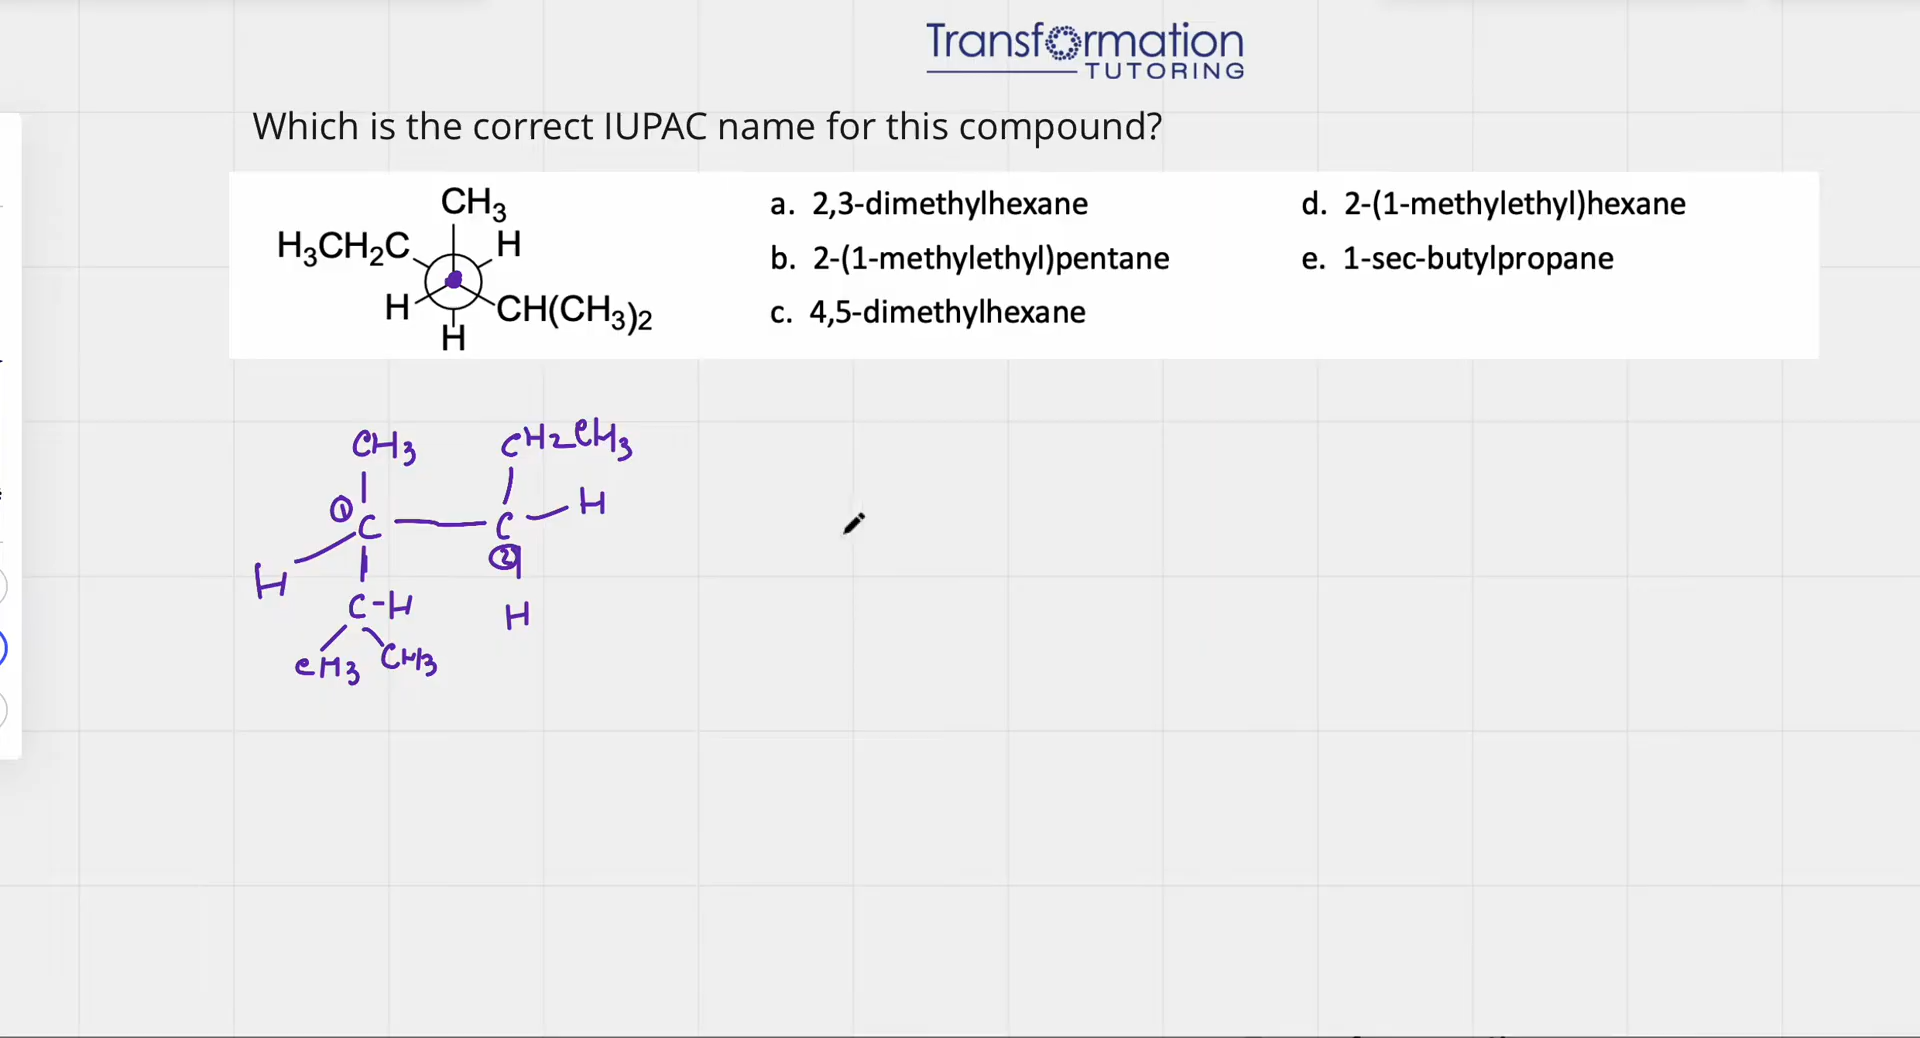 Transformation
TUTORING
Which is the correct IUPAC name for this compound?
CH3
H3CH2C H
H CH(CH3)2
H
a. 2,3-dimethylhexane
b. 2-(1-methylethyl)pentane
c. 4,5-dimethylhexane
d. 2-(1-methylethyl)hexane
e. 1-sec-butylpropane
CH3 CH2CH3
① C C H
②
H
C-H H
CH3 CH3